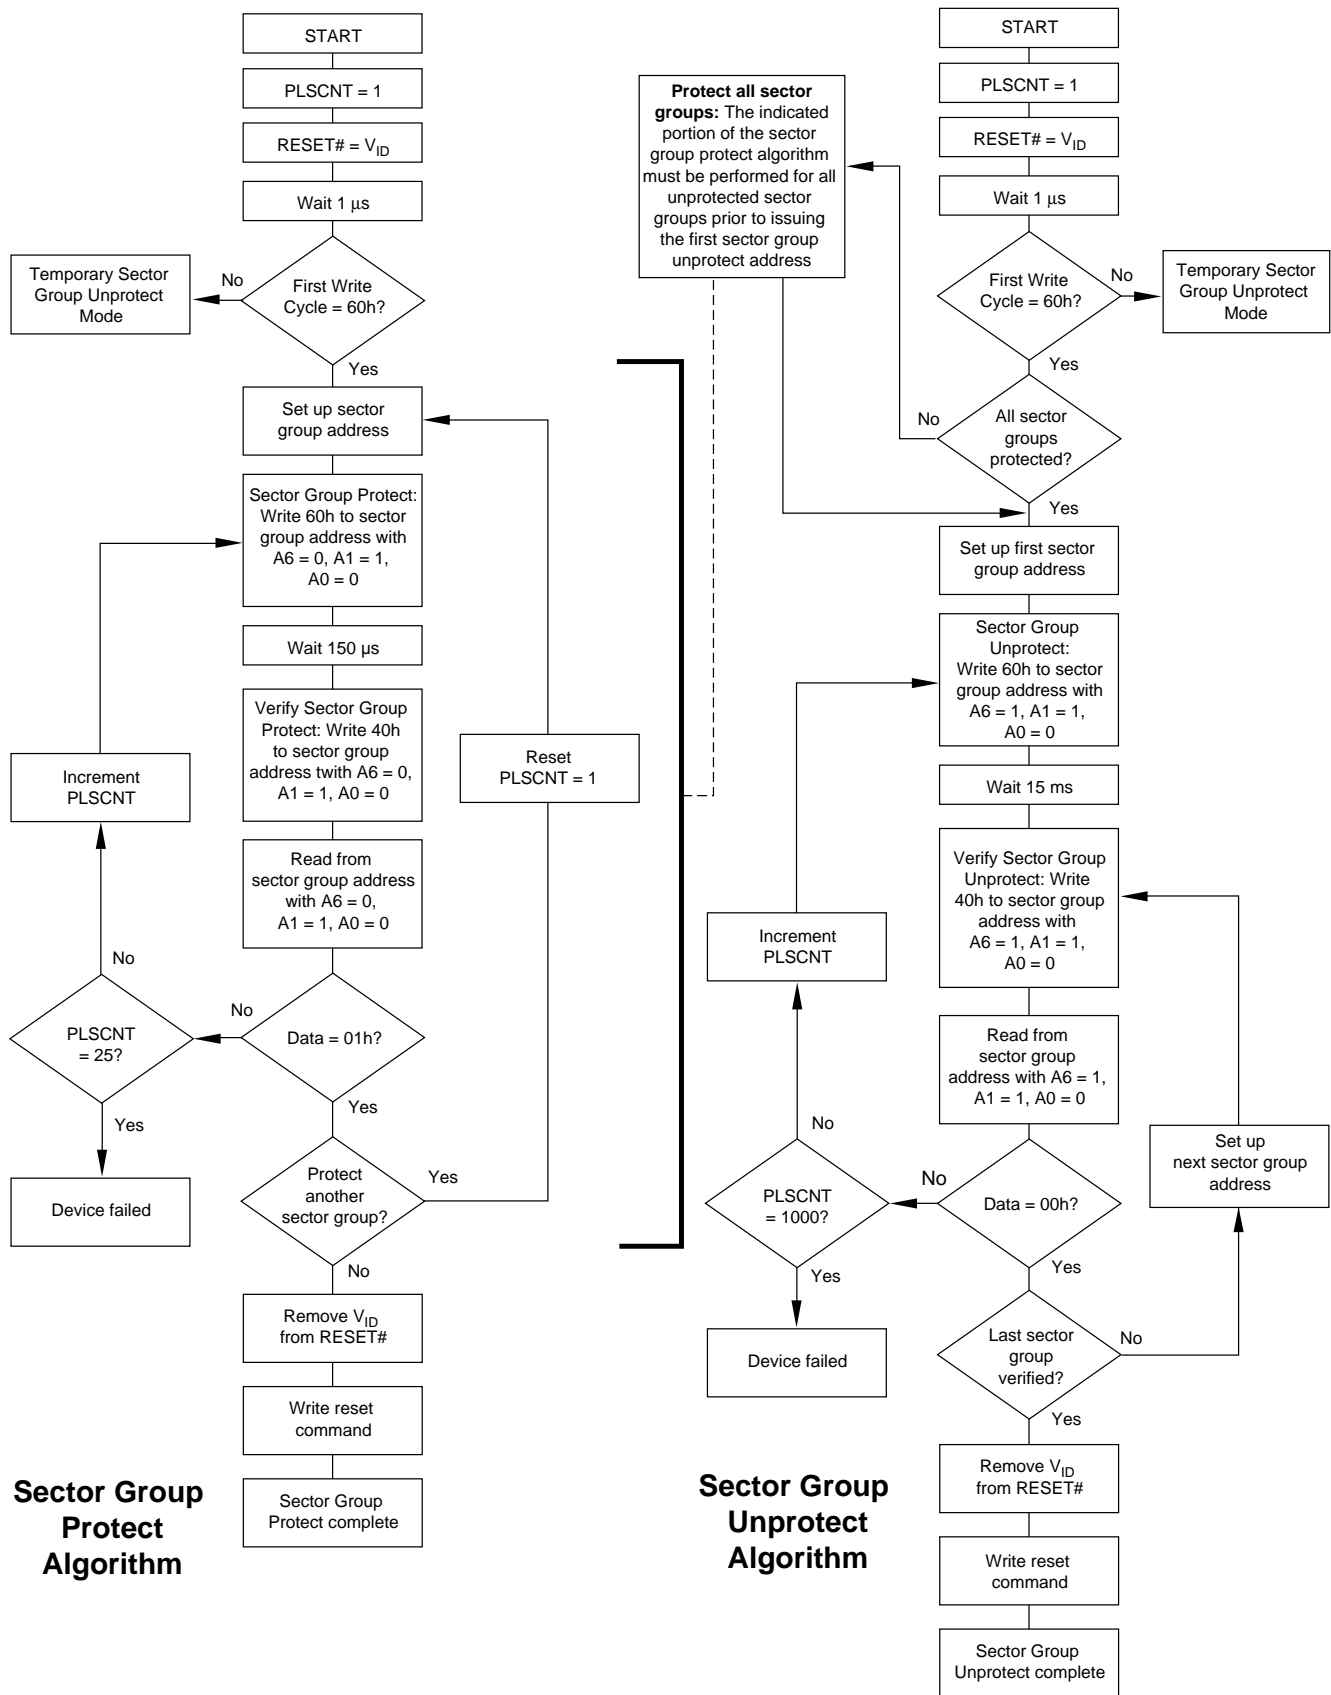 START
PLSCNT = 1
RESET# = VID
Wait 1 μs
First Write
Cycle = 60h?
No
Temporary Sector
Group Unprotect
Mode
Yes
Set up sector
group address
Sector Group Protect:
Write 60h to sector
group address with
A6 = 0, A1 = 1,
A0 = 0
Wait 150 µs
Verify Sector Group
Protect: Write 40h
to sector group
address twith A6 = 0,
A1 = 1, A0 = 0
Reset
PLSCNT = 1
Increment
PLSCNT
Read from
sector group address
with A6 = 0,
A1 = 1, A0 = 0
No
No
PLSCNT
= 25?
Data = 01h?
Yes
Yes
Device failed
Protect
another
sector group?
Yes
No
Remove VID
from RESET#
Write reset
command
Sector Group
Protect complete
Sector Group
Protect
Algorithm
START
PLSCNT = 1
RESET# = VID
Wait 1 μs
Protect all sector
groups: The indicated
portion of the sector
group protect algorithm
must be performed for all
unprotected sector
groups prior to issuing
the first sector group
unprotect address
First Write
Cycle = 60h?
No
Temporary Sector
Group Unprotect
Mode
Yes
No
All sector
groups
protected?
Yes
Set up first sector
group address
Sector Group
Unprotect:
Write 60h to sector
group address with
A6 = 1, A1 = 1,
A0 = 0
Wait 15 ms
Verify Sector Group
Unprotect: Write
40h to sector group
address with
A6 = 1, A1 = 1,
A0 = 0
Increment
PLSCNT
Read from
sector group
address with A6 = 1,
A1 = 1, A0 = 0
No
Set up
next sector group
address
No
PLSCNT
= 1000?
Data = 00h?
Yes
Yes
Device failed
Last sector
group
verified?
No
Yes
Remove VID
from RESET#
Write reset
command
Sector Group
Unprotect complete
Sector Group
Unprotect
Algorithm